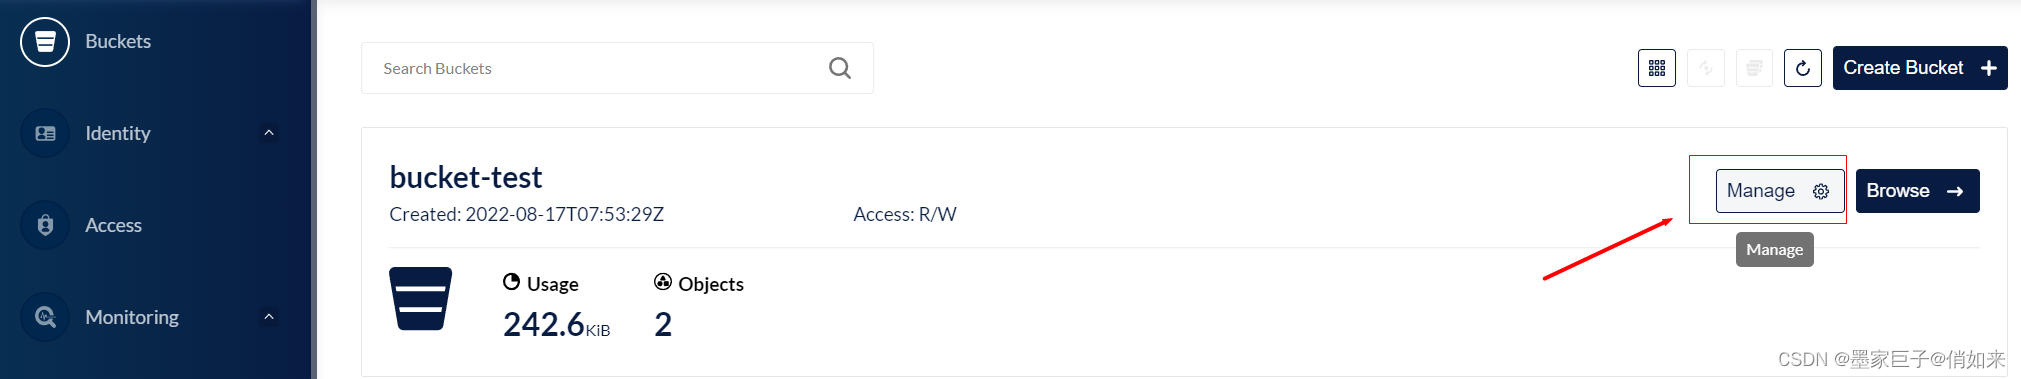 Buckets
Identity
Access
Monitoring
Search Buckets
Create Bucket
bucket-test
Created: 2022-08-17T07:53:29Z
Access: R/W
Manage
Browse
Manage
Usage
Objects
242.6KiB
2
CSDN @墨家巨子@俏如来